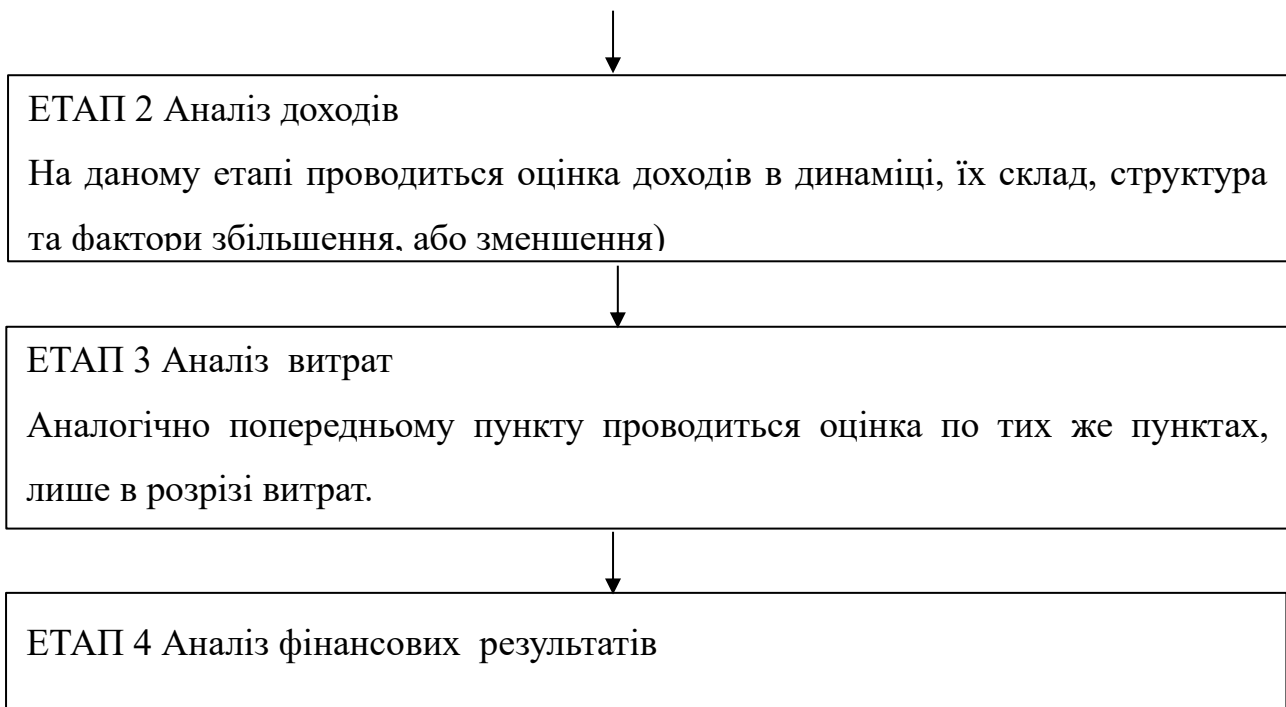 ЕТАП 2 Аналіз доходів
На даному етапі проводиться оцінка доходів в динаміці, їх склад, структура
та фактори збільшення, або зменшення)
ЕТАП 3 Аналіз витрат
Аналогічно попередньому пункту проводиться оцінка по тих же пунктах,
лише в розрізі витрат.
ЕТАП 4 Аналіз фінансових результатів